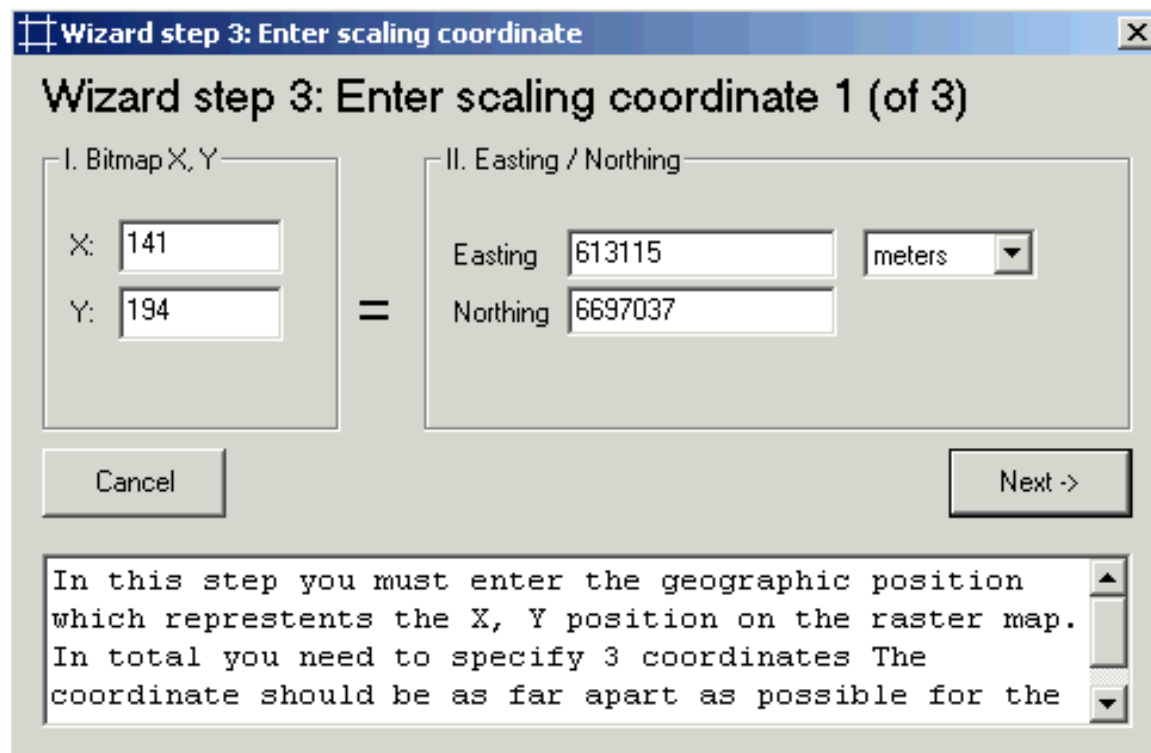 Wizard step 3: Enter scaling coordinate
Wizard step 3: Enter scaling coordinate 1 (of 3)
I. Bitmap X, Y
X: 141
Y: 194
=
II. Easting / Northing
Easting 613115 meters
Northing 6697037
Cancel
Next ->
In this step you must enter the geographic position
which represtents the X, Y position on the raster map.
In total you need to specify 3 coordinates The
coordinate should be as far apart as possible for the